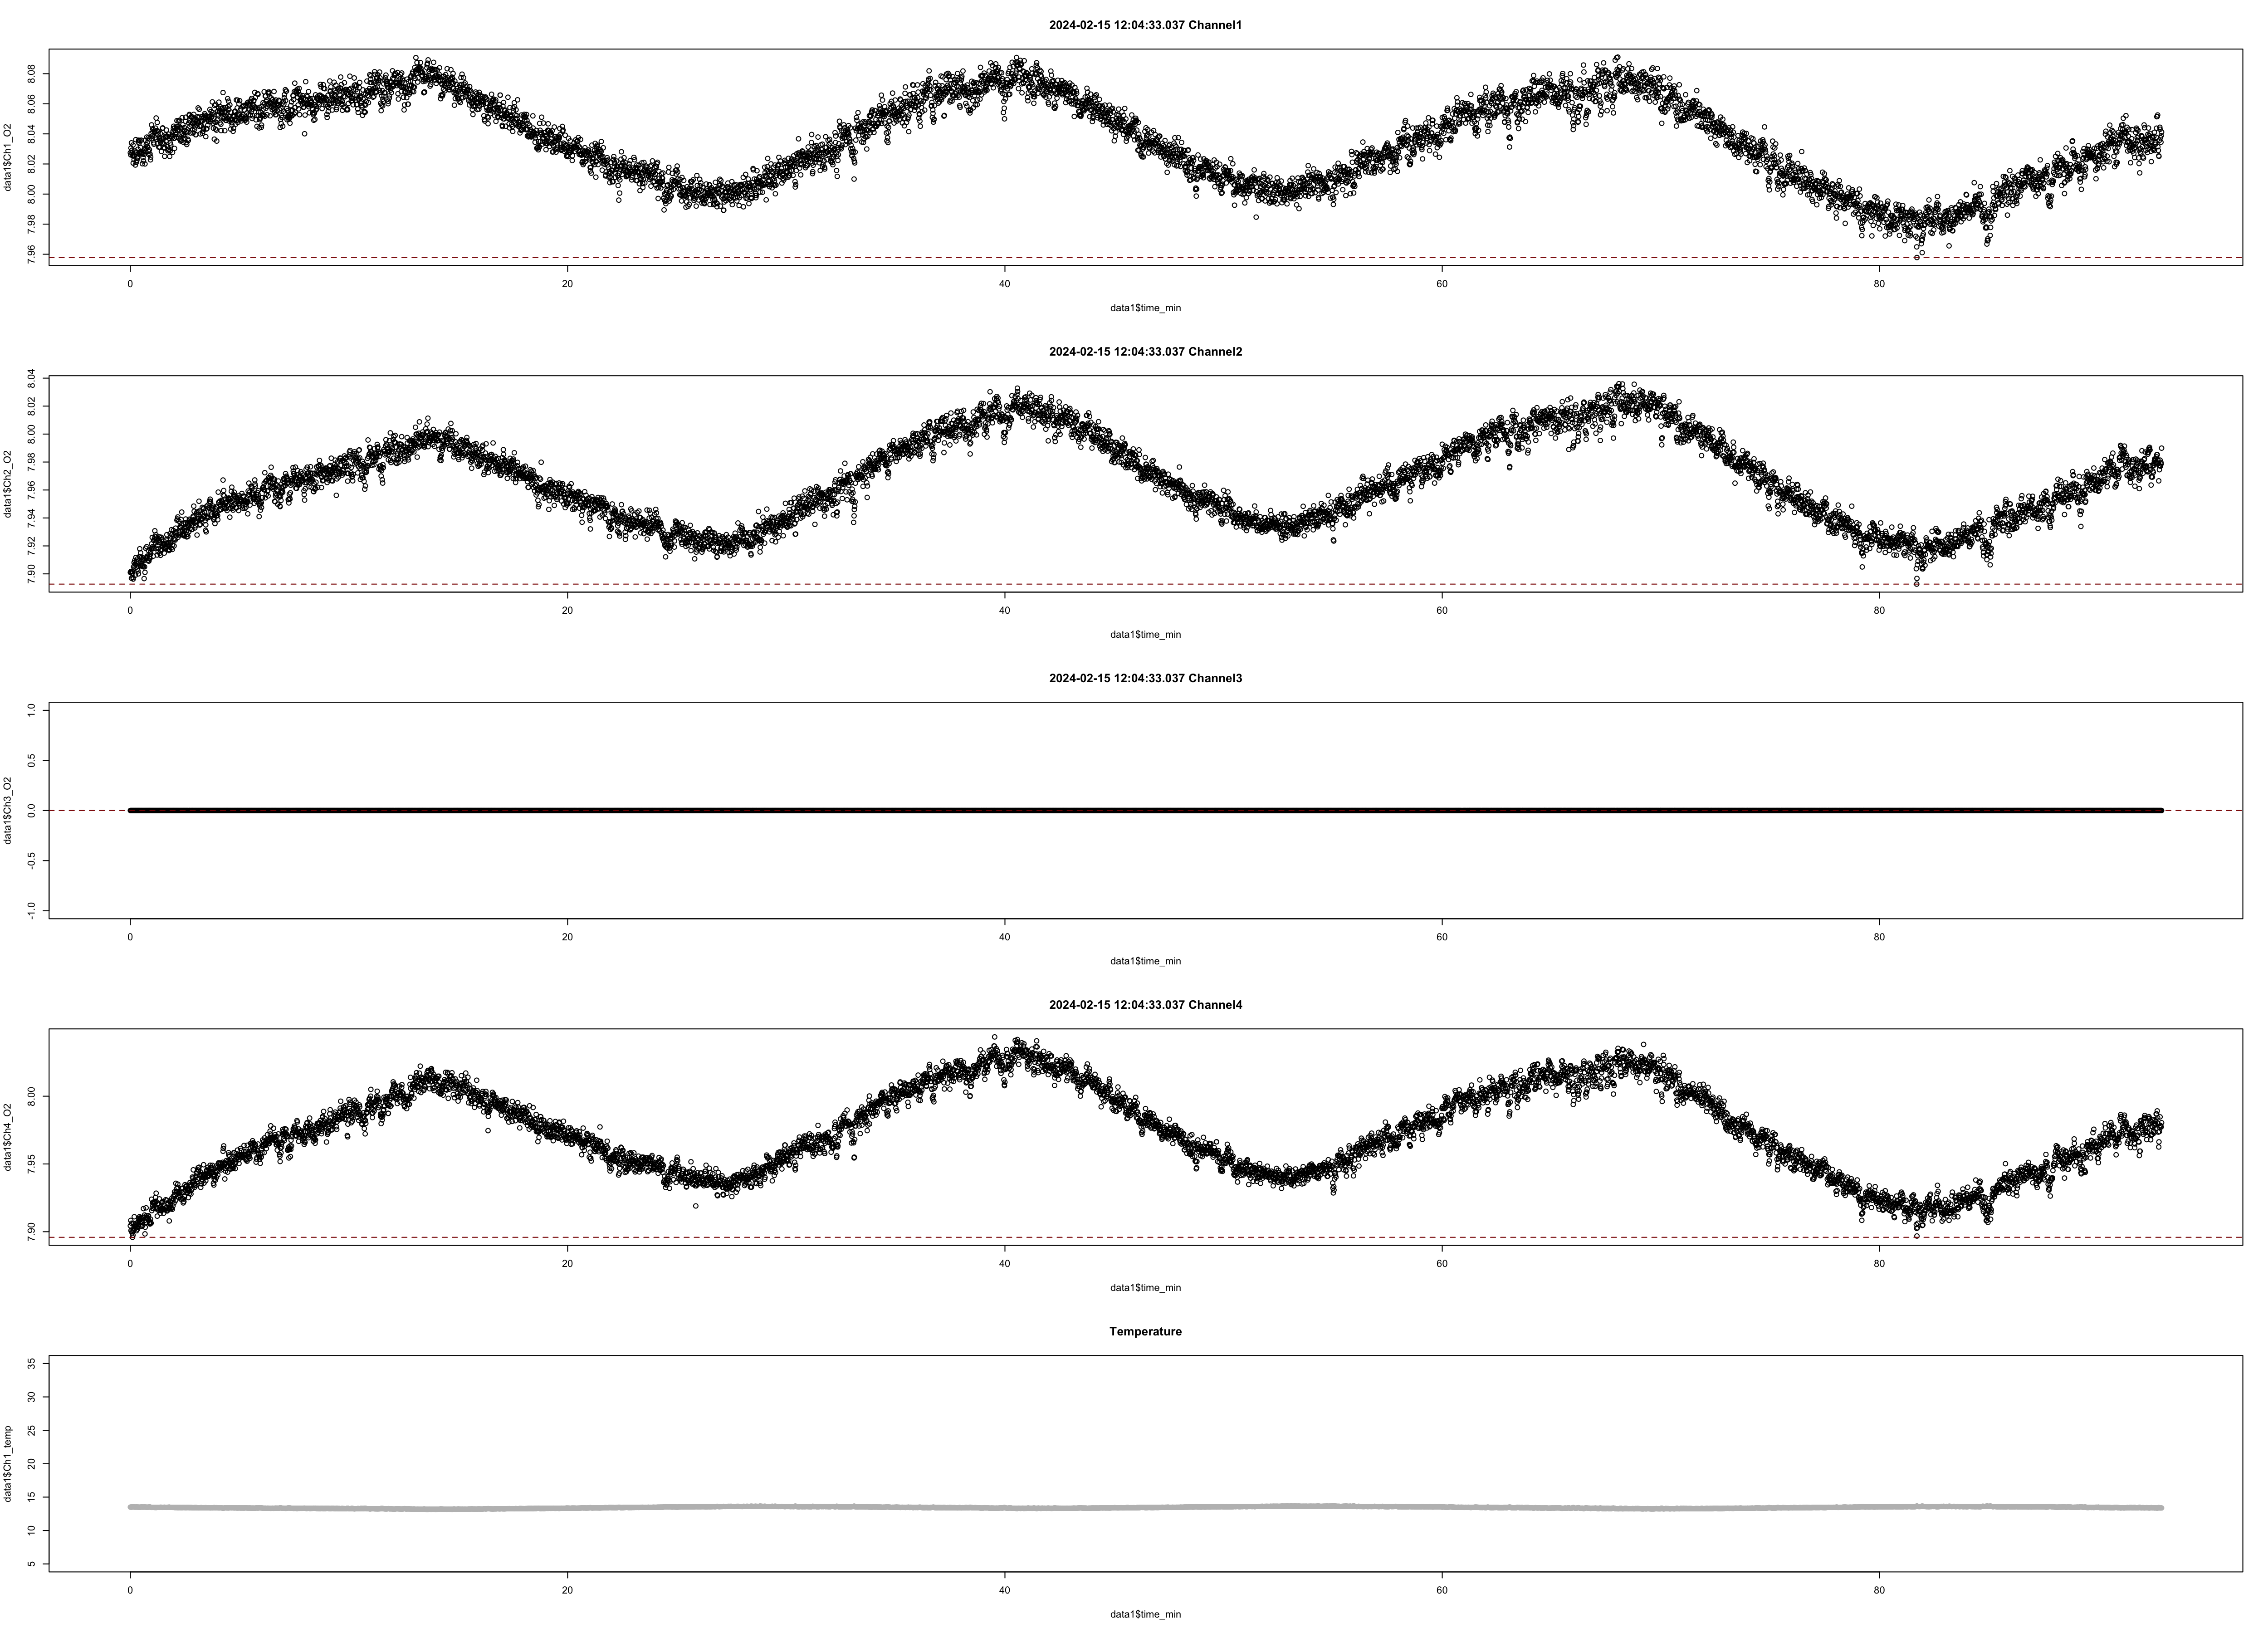 2024-02-15 12:04:33.037 Channel1
data1$Ch1_O2
8.08
8.06
8.04
8.02
8.00
7.98
7.96
0 20 40 60 80
data1$time_min
2024-02-15 12:04:33.037 Channel2
data1$Ch2_O2
8.04
8.02
8.00
7.98
7.96
7.94
7.92
7.90
0 20 40 60 80
data1$time_min
2024-02-15 12:04:33.037 Channel3
data1$Ch3_O2
1.0
0.5
0.0
-0.5
-1.0
0 20 40 60 80
data1$time_min
2024-02-15 12:04:33.037 Channel4
data1$Ch4_O2
8.00
7.95
7.90
0 20 40 60 80
data1$time_min
Temperature
data1$Ch1_temp
35
30
25
20
15
10
5
0 20 40 60 80
data1$time_min